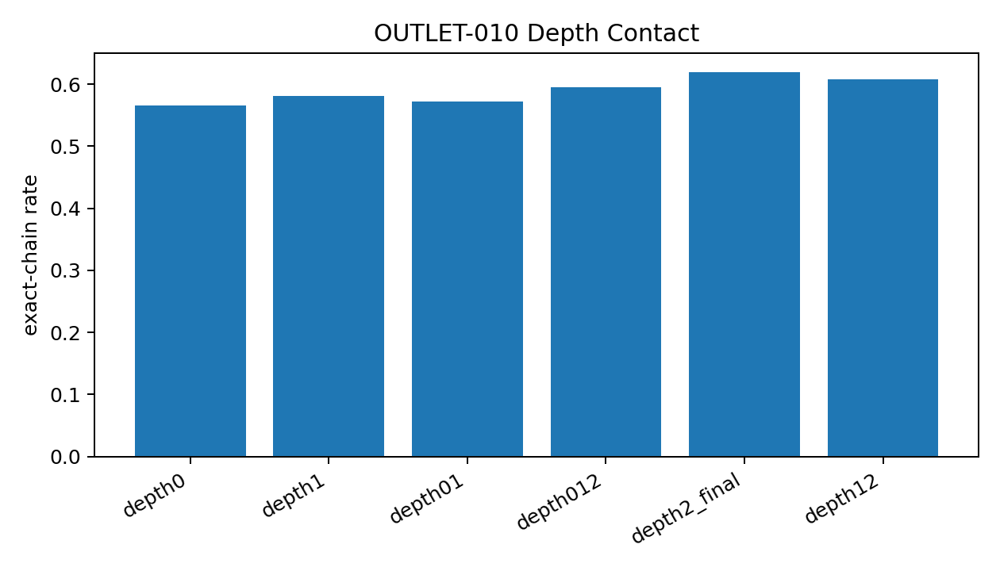 OUTLET-010 Depth Contact
exact-chain rate
0.6
0.5
0.4
0.3
0.2
0.1
0.0
depth0
depth1
depth01
depth012
depth2_final
depth12